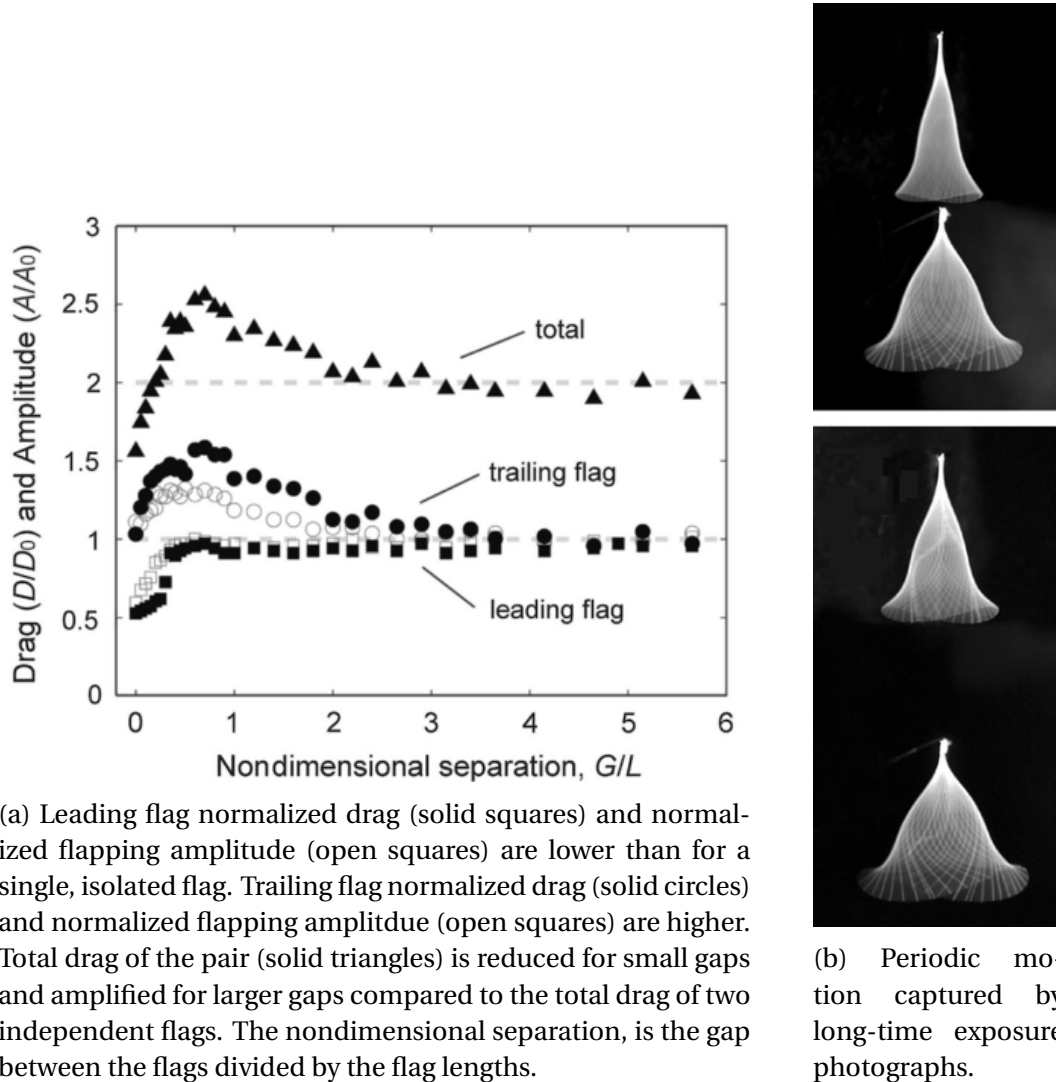 3
2.5
2
1.5
1
0.5
0
Drag (D/D0) and Amplitude (A/A0)
total
trailing flag
leading flag
0 1 2 3 4 5 6
Nondimensional separation, G/L
(a) Leading flag normalized drag (solid squares) and normal-
ized flapping amplitude (open squares) are lower than for a
single, isolated flag. Trailing flag normalized drag (solid circles)
and normalized flapping amplitdue (open squares) are higher.
Total drag of the pair (solid triangles) is reduced for small gaps
and amplified for larger gaps compared to the total drag of two
independent flags. The nondimensional separation, is the gap
between the flags divided by the flag lengths.
(b) Periodic mo-
tion captured by
long-time exposure
photographs.